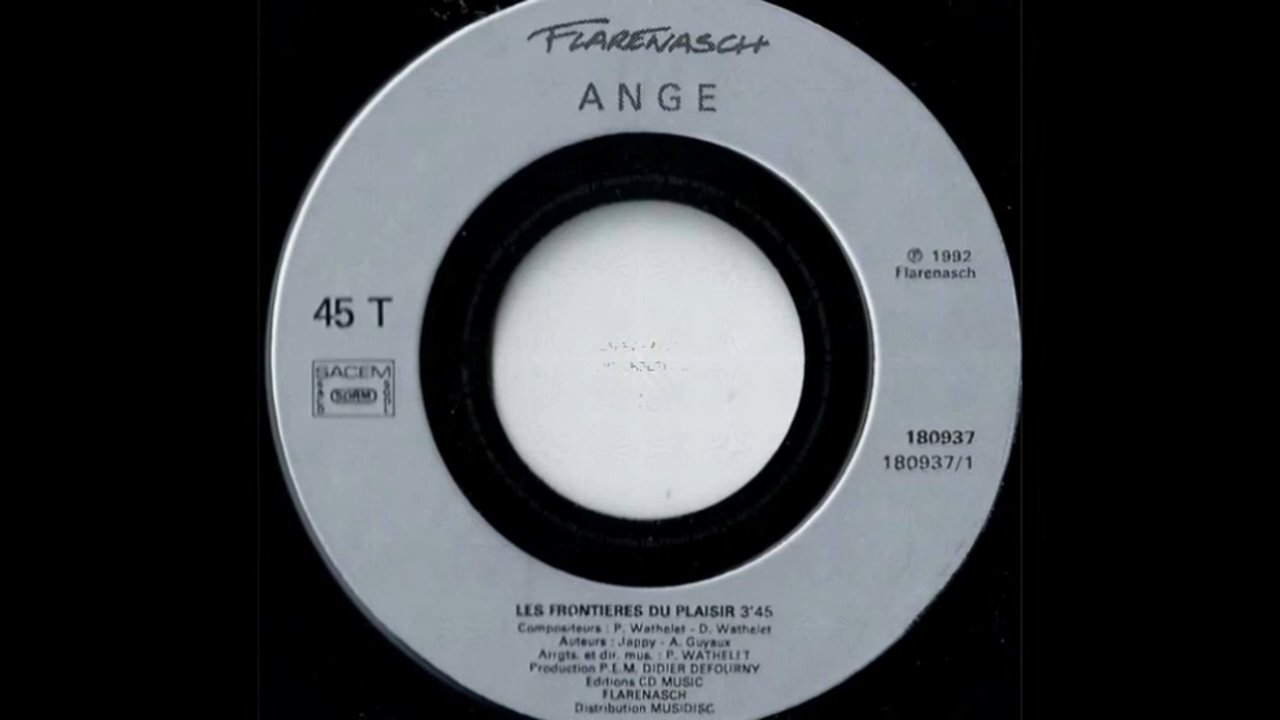 FLARENASCH
ANGE
℗ 1992
Flarenasch
45 T
SACEM
SDRM
180937
180937/1
LES FRONTIERES DU PLAISIR 3'45
Compositeurs : P. Wathelet - D. Wathelet
Auteurs : Jappy - A. Guyaux
Arrgts. et dir. mus. : P. WATHELET
Production P.E.M. DIDIER DEFOURNY
Editions CD MUSIC
FLARENASCH
Distribution MUSIDISC